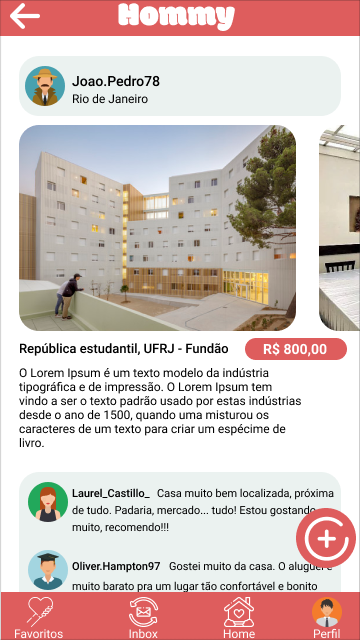 Hommy
Joao.Pedro78
Rio de Janeiro
República estudantil, UFRJ - Fundão
R$ 800,00
O Lorem Ipsum é um texto modelo da indústria
tipográfica e de impressão. O Lorem Ipsum tem
vindo a ser o texto padrão usado por estas indústrias
desde o ano de 1500, quando uma misturou os
caracteres de um texto para criar um espécime de
livro.
Laurel_Castillo_ Casa muito bem localizada, próxima
de tudo. Padaria, mercado... tudo! Estou gostando
muito, recomendo!!!
Oliver.Hampton97 Gostei muito da casa. O aluguel é
muito barato pra um lugar tão confortável e bonito
Favoritos
Inbox
Home
Perfil